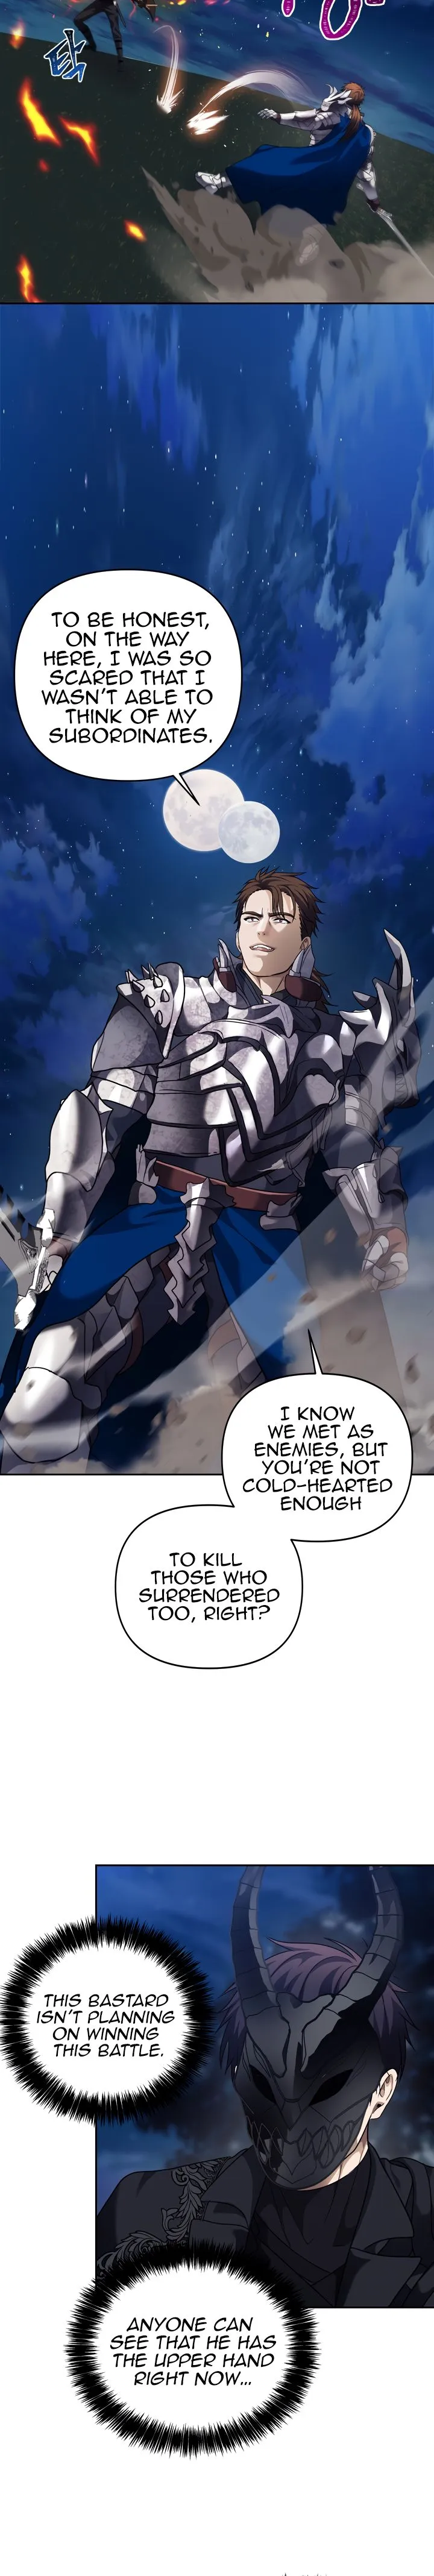 탁
TO BE HONEST,
ON THE WAY
HERE, I WAS SO
SCARED THAT I
WASN'T ABLE TO
THINK OF MY
SUBORDINATES.
I KNOW
WE MET AS
ENEMIES, BUT
YOU'RE NOT
COLD-HEARTED
ENOUGH
TO KILL
THOSE WHO
SURRENDERED
TOO, RIGHT?
THIS BASTARD
ISN'T PLANNING
ON WINNING
THIS BATTLE.
ANYONE CAN
SEE THAT HE HAS
THE UPPER HAND
RIGHT NOW...